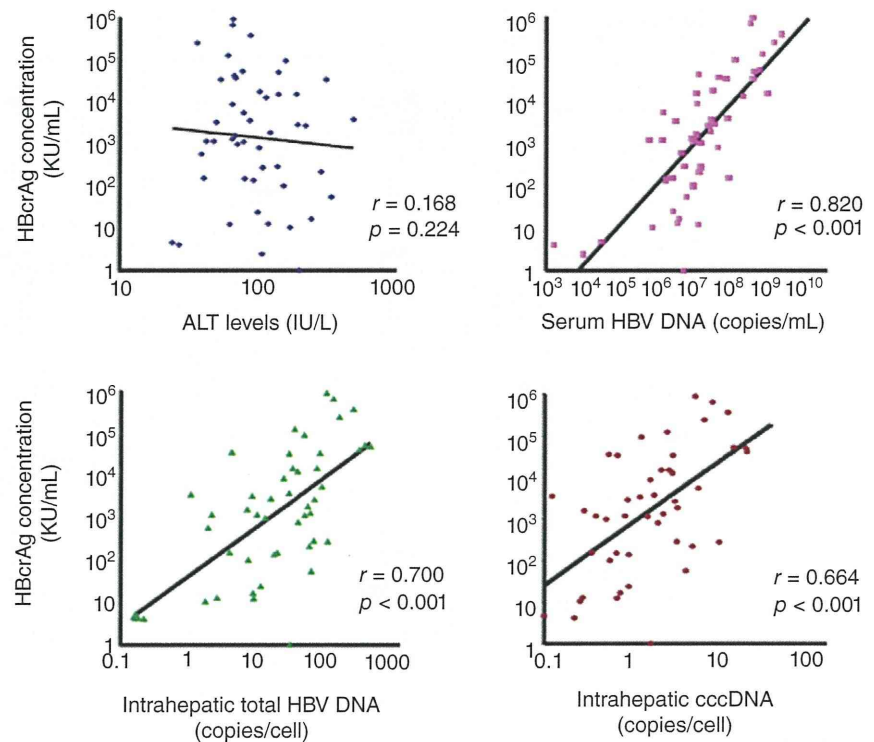 HBcrAg concentration
(KU/mL)
10⁶
10⁵
10⁴
10³
10²
10
1
10
100
1000
ALT levels (IU/L)
r = 0.168
p = 0.224
10⁶
10⁵
10⁴
10³
10²
10
1
10³ 10⁴ 10⁵ 10⁶ 10⁷ 10⁸ 10⁹ 10¹⁰
Serum HBV DNA (copies/mL)
r = 0.820
p < 0.001
HBcrAg concentration
(KU/mL)
10⁶
10⁵
10⁴
10³
10²
10
1
0.1 1 10 100 1000
Intrahepatic total HBV DNA
(copies/cell)
r = 0.700
p < 0.001
10⁶
10⁵
10⁴
10³
10²
10
1
0.1 1 10 100
Intrahepatic cccDNA
(copies/cell)
r = 0.664
p < 0.001